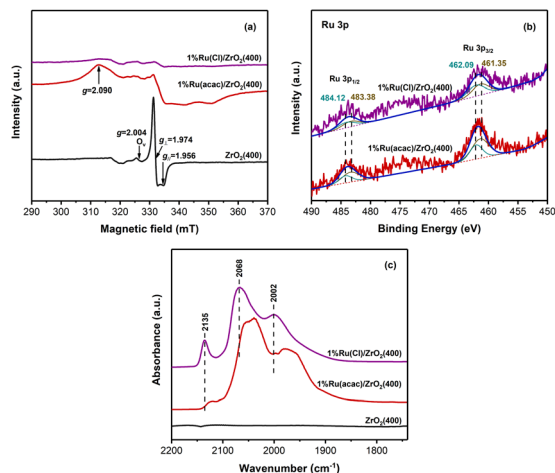 (a)
1%Ru(Cl)/ZrO2(400)
1%Ru(acac)/ZrO2(400)
g=2.090
g=2.004
Ov
g⊥=1.974
g||=1.956
ZrO2(400)
Intensity (a.u.)
290 300 310 320 330 340 350 360 370
Magnetic field (mT)
Ru 3p
(b)
Ru 3p3/2
462.09 461.35
Ru 3p1/2
1%Ru(Cl)/ZrO2(400)
484.12 483.38
1%Ru(acac)/ZrO2(400)
Intensity (a.u.)
490 485 480 475 470 465 460 455 450
Binding Energy (eV)
(c)
2135
2068
2002
1%Ru(Cl)/ZrO2(400)
1%Ru(acac)/ZrO2(400)
ZrO2(400)
Absorbance (a.u.)
2200 2100 2000 1900 1800
Wavenumber (cm-1)